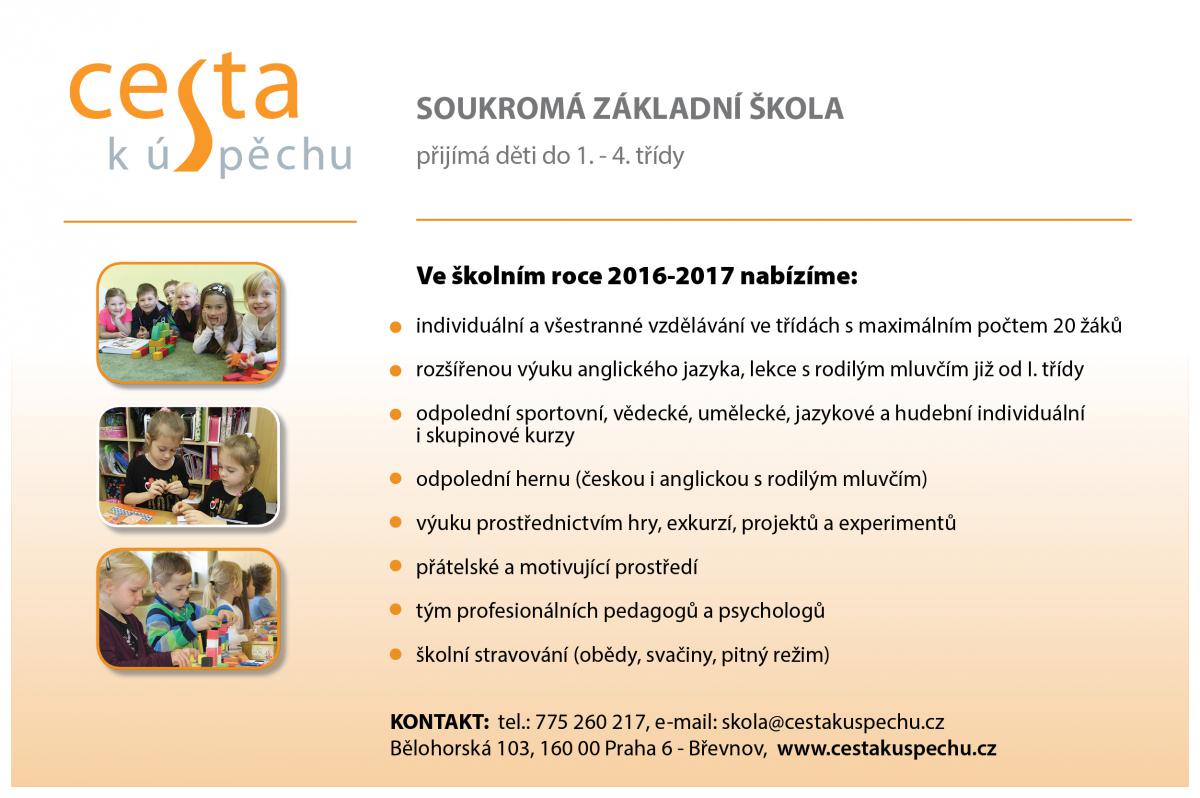 cesta
k úspěchu
SOUKROMÁ ZÁKLADNÍ ŠKOLA
přijímá děti do 1. - 4. třídy
Ve školním roce 2016-2017 nabízíme:
individuální a všestranné vzdělávání ve třídách s maximálním počtem 20 žáků
rozšířenou výuku anglického jazyka, lekce s rodilým mluvčím již od I. třídy
odpolední sportovní, vědecké, umělecké, jazykové a hudební individuální
i skupinové kurzy
odpolední hernu (českou i anglickou s rodilým mluvčím)
výuku prostřednictvím hry, exkurzí, projektů a experimentů
přátelské a motivující prostředí
tým profesionálních pedagogů a psychologů
školní stravování (obědy, svačiny, pitný režim)
KONTAKT: tel.: 775 260 217, e-mail: skola@cestakuspechu.cz
Bělohorská 103, 160 00 Praha 6 - Břevnov, www.cestakuspechu.cz